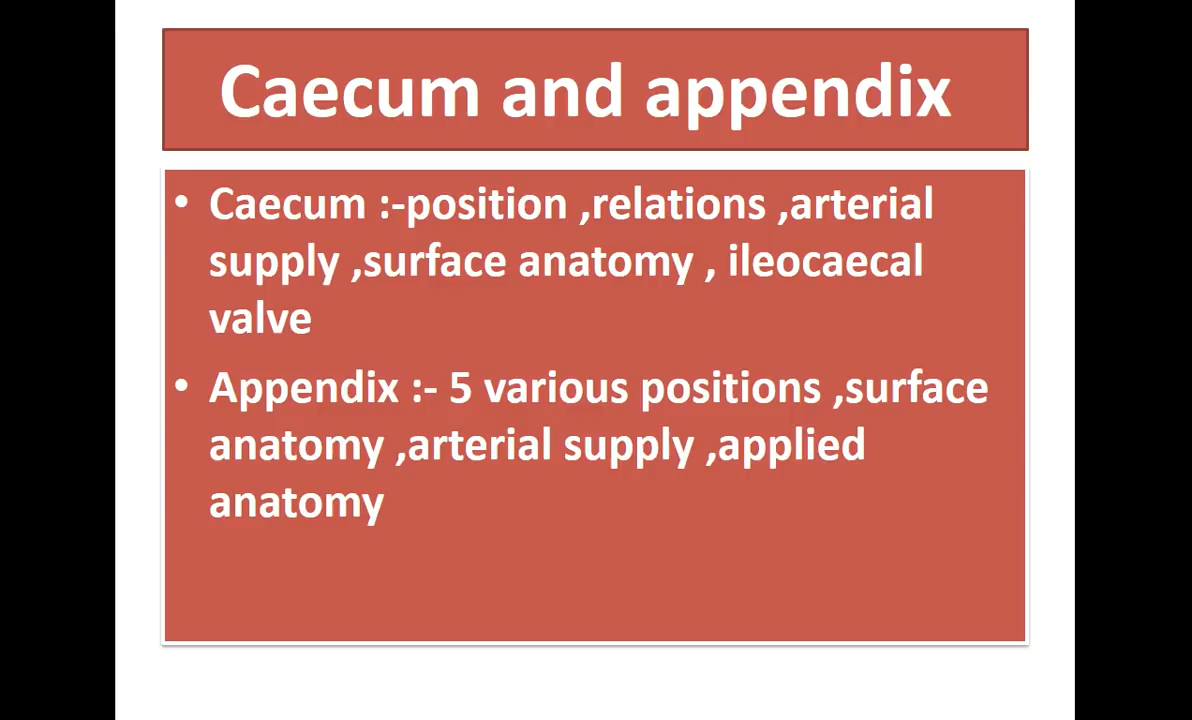 Caecum and appendix
• Caecum :-position ,relations ,arterial
supply ,surface anatomy , ileocaecal
valve
• Appendix :- 5 various positions ,surface
anatomy ,arterial supply ,applied
anatomy